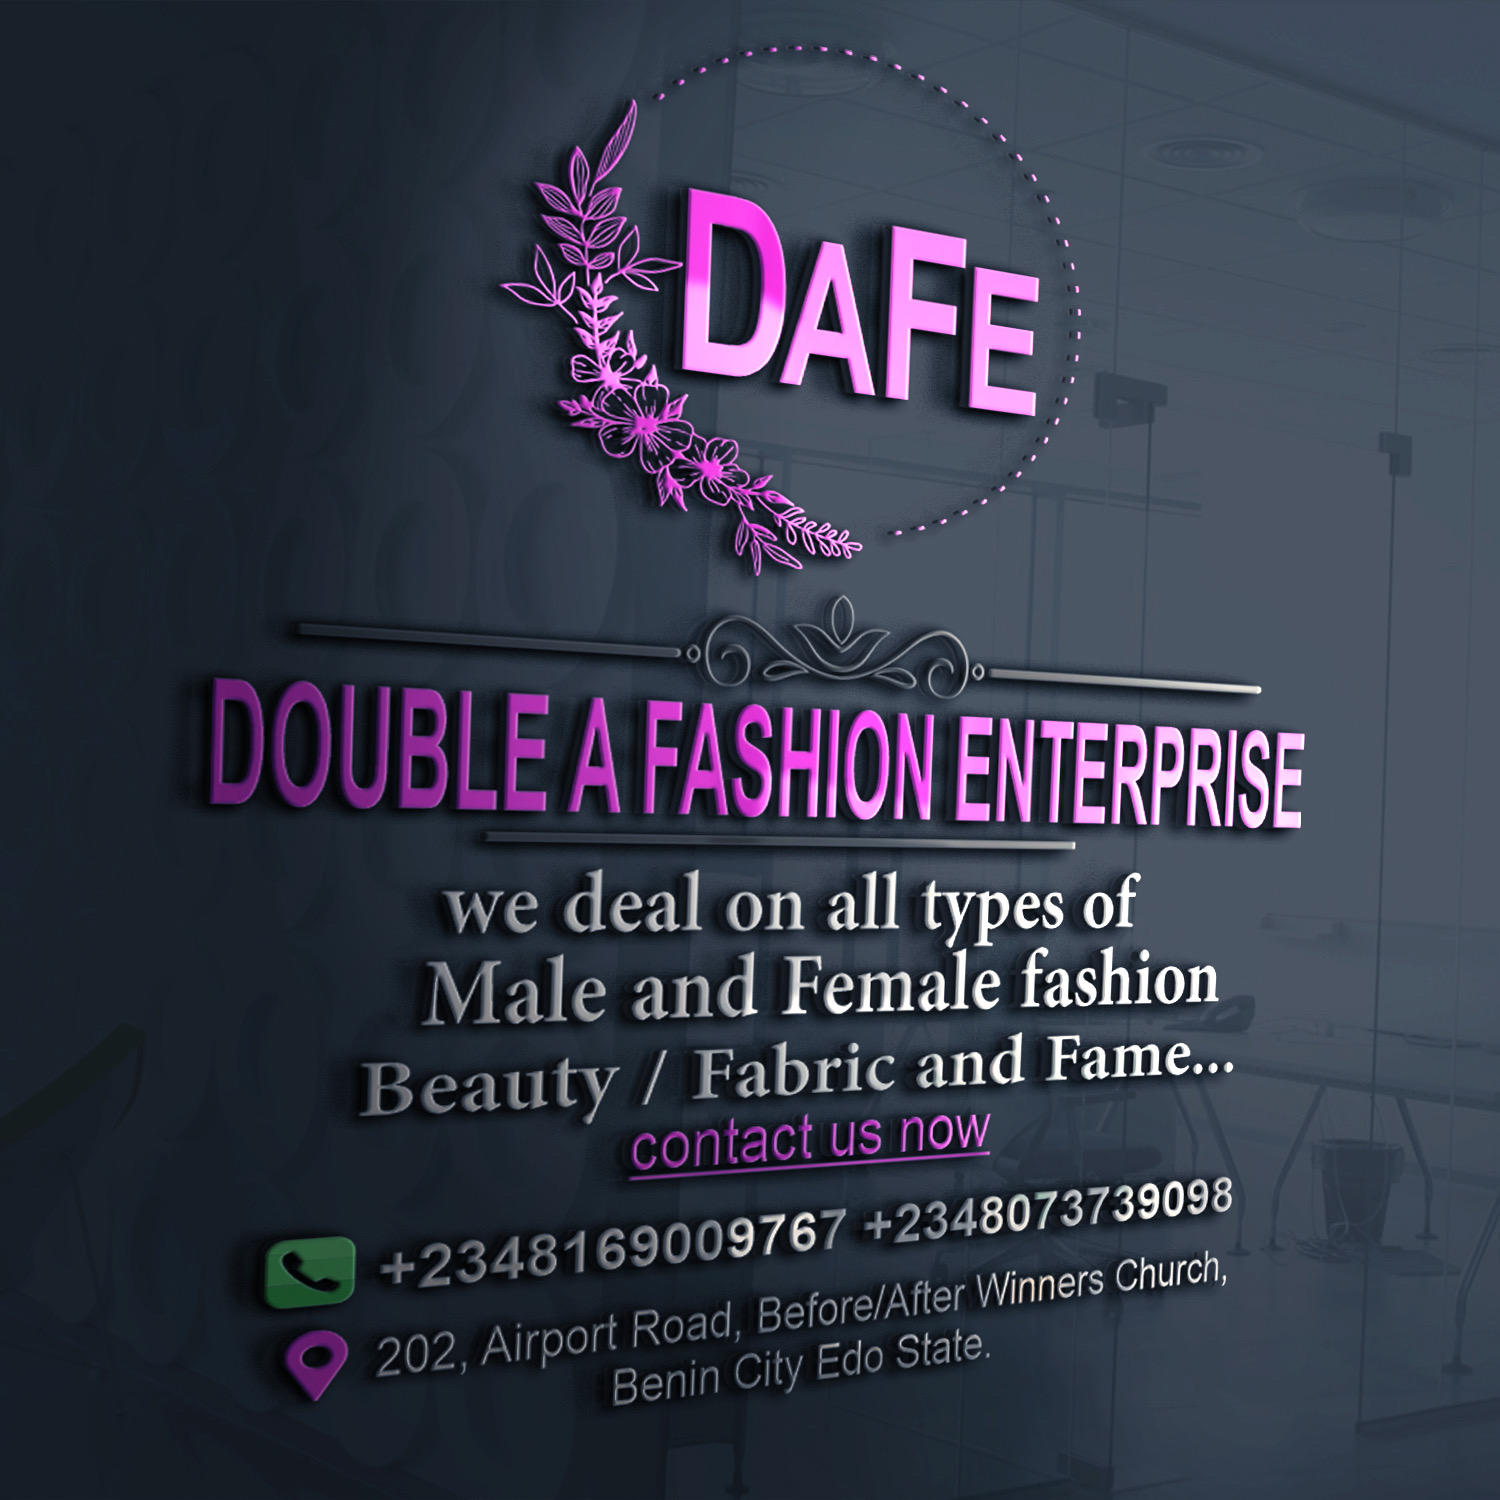 DAFE
DOUBLE A FASHION ENTERPRISE
we deal on all types of
Male and Female fashion
Beauty / Fabric and Fame...
contact us now
+2348169009767 +2348073739098
202, Airport Road, Before/After Winners Church,
Benin City Edo State.